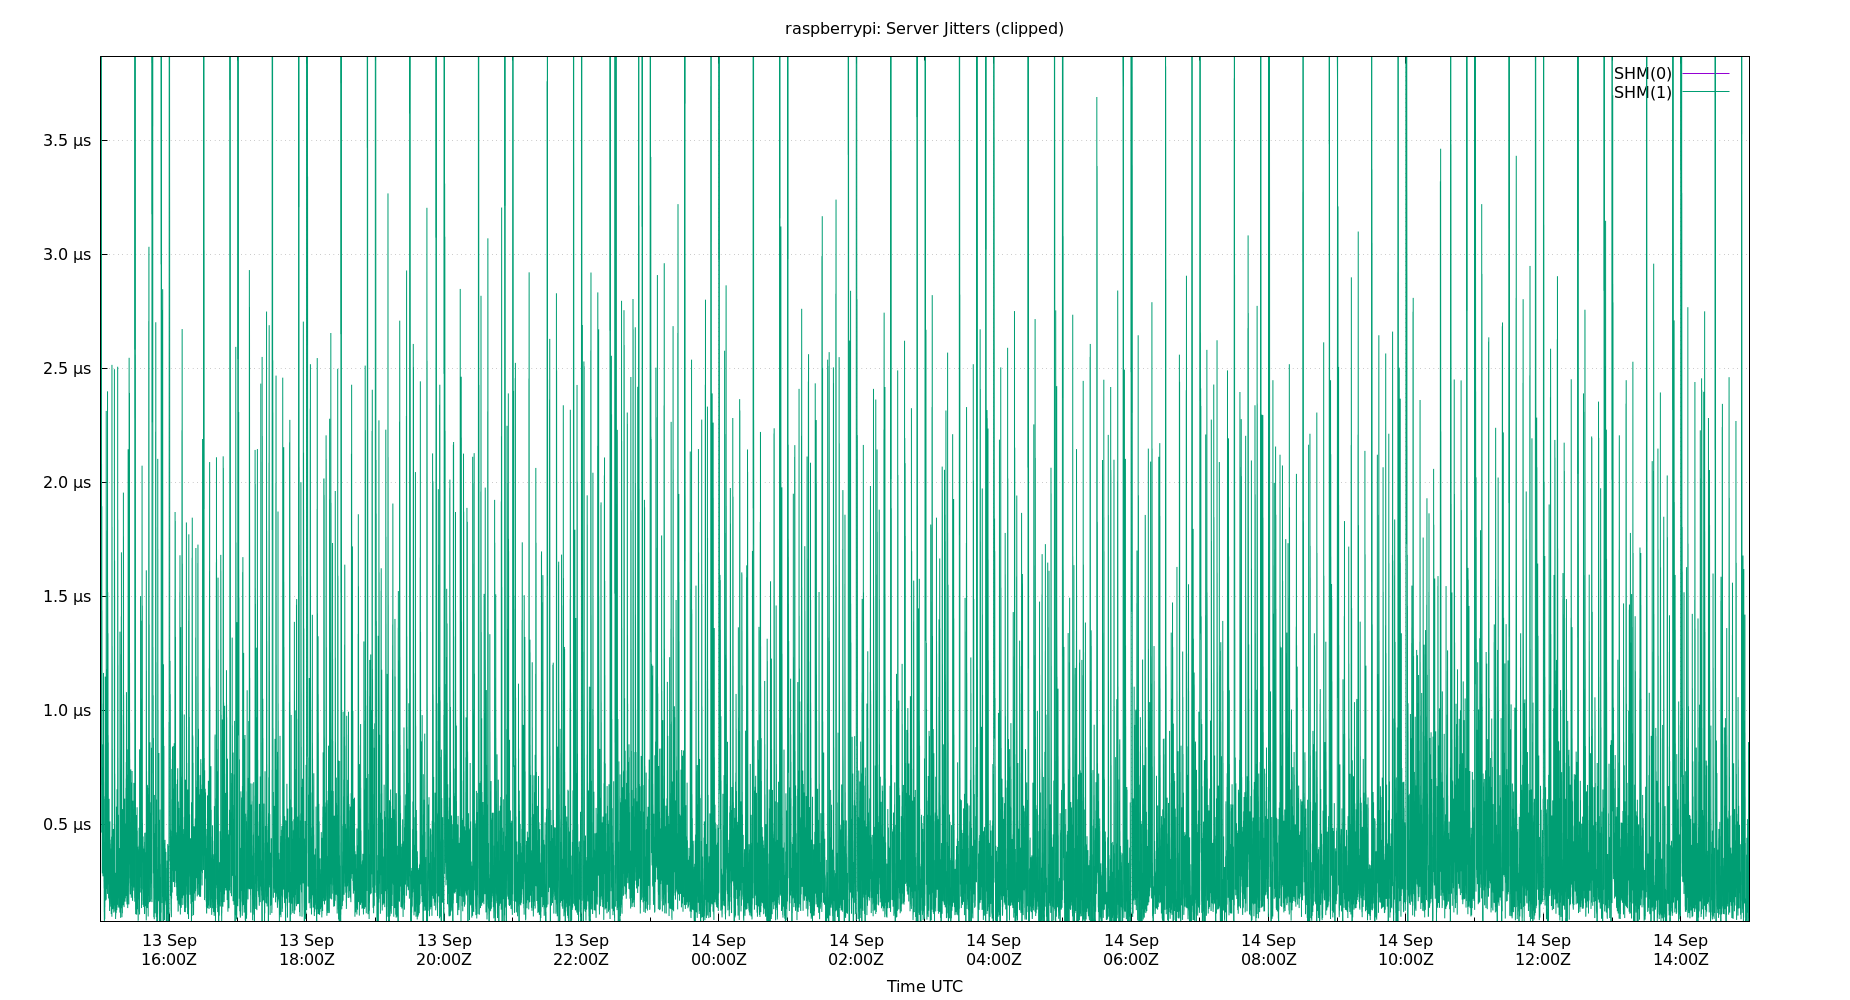 raspberrypi: Server Jitters (clipped)
SHM(0)
SHM(1)
3.5 µs
3.0 µs
2.5 µs
2.0 µs
1.5 µs
1.0 µs
0.5 µs
13 Sep 13 Sep 13 Sep 13 Sep 14 Sep 14 Sep 14 Sep 14 Sep 14 Sep 14 Sep 14 Sep 14 Sep
16:00Z 18:00Z 20:00Z 22:00Z 00:00Z 02:00Z 04:00Z 06:00Z 08:00Z 10:00Z 12:00Z 14:00Z
Time UTC